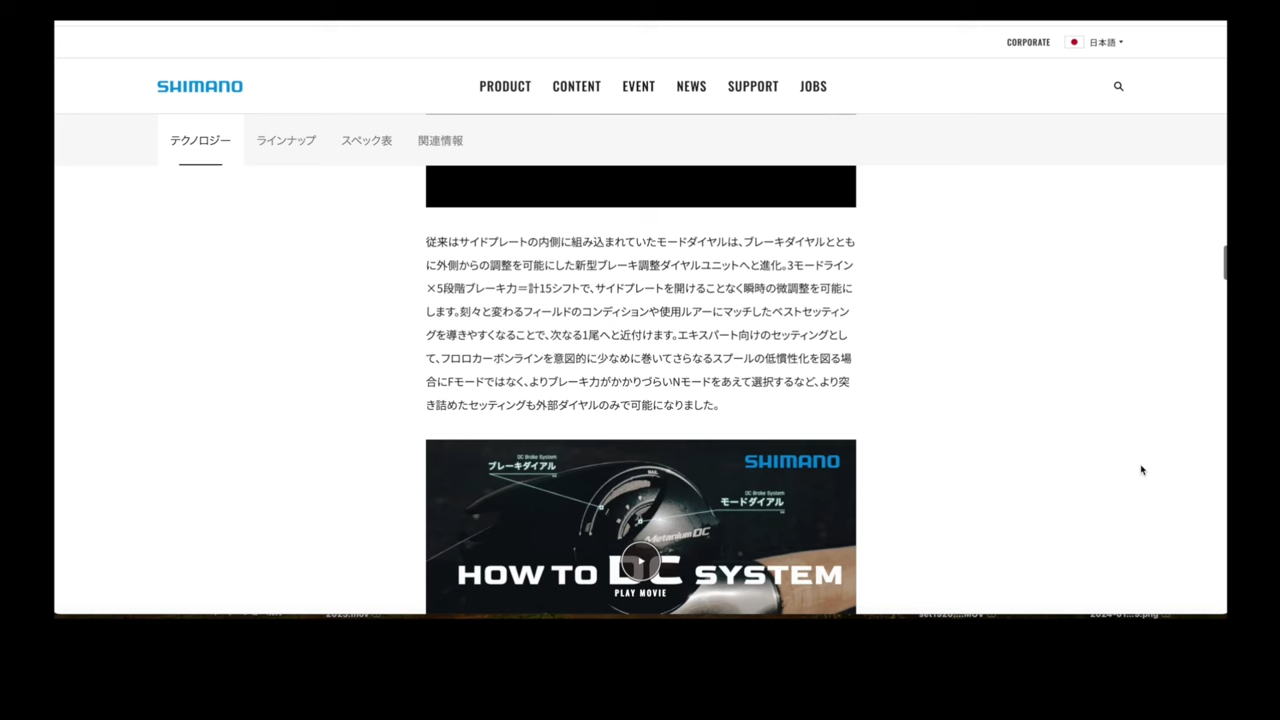 CORPORATE 日本語
SHIMANO PRODUCT CONTENT EVENT NEWS SUPPORT JOBS
テクノロジー ラインナップ スペック表 関連情報
従来はサイドプレートの内側に組み込まれていたモードダイヤルは、ブレーキダイヤルととも
に外側からの調整を可能にした新型ブレーキ調整ダイヤルユニットへと進化。3モードライン
×5段階ブレーキ力＝計15シフトで、サイドプレートを開けることなく瞬時の微調整を可能に
します。刻々と変わるフィールドのコンディションや使用ルアーにマッチしたベストセッティン
グを導きやすくなることで、次なる1尾へと近付けます。エキスパート向けのセッティングとし
て、フロロカーボンラインを意図的に少なめに巻いてさらなるスプールの低慣性化を図る場
合にFモードではなく、よりブレーキ力がかかりづらいNモードをあえて選択するなど、より突
き詰めたセッティングも外部ダイヤルのみで可能になりました。
DC Brake System
ブレーキダイアル
SHIMANO
DC Brake System
モードダイアル
Metanium DC
HOW TO DC SYSTEM
PLAY MOVIE